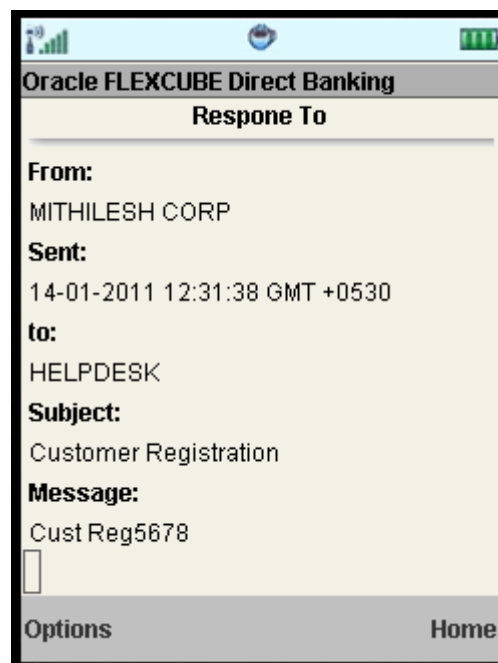 Oracle FLEXCUBE Direct Banking
Respone To
From:
MITHILESH CORP
Sent:
14-01-2011 12:31:38 GMT +0530
to:
HELPDESK
Subject:
Customer Registration
Message:
Cust Reg5678
Options Home